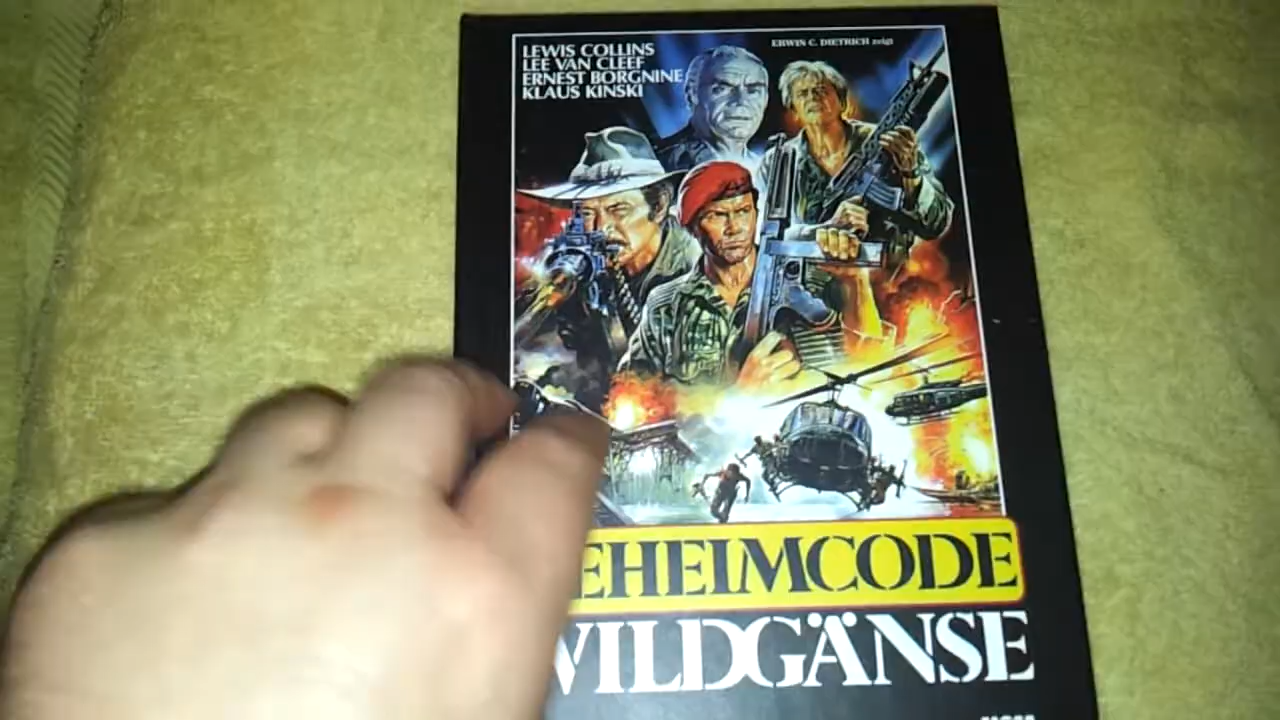 LEWIS COLLINS
LEE VAN CLEEF
ERNEST BORGNINE
KLAUS KINSKI
ERWIN C. DIETRICH zeigt
EHEIMCODE
WILDGÄNSE